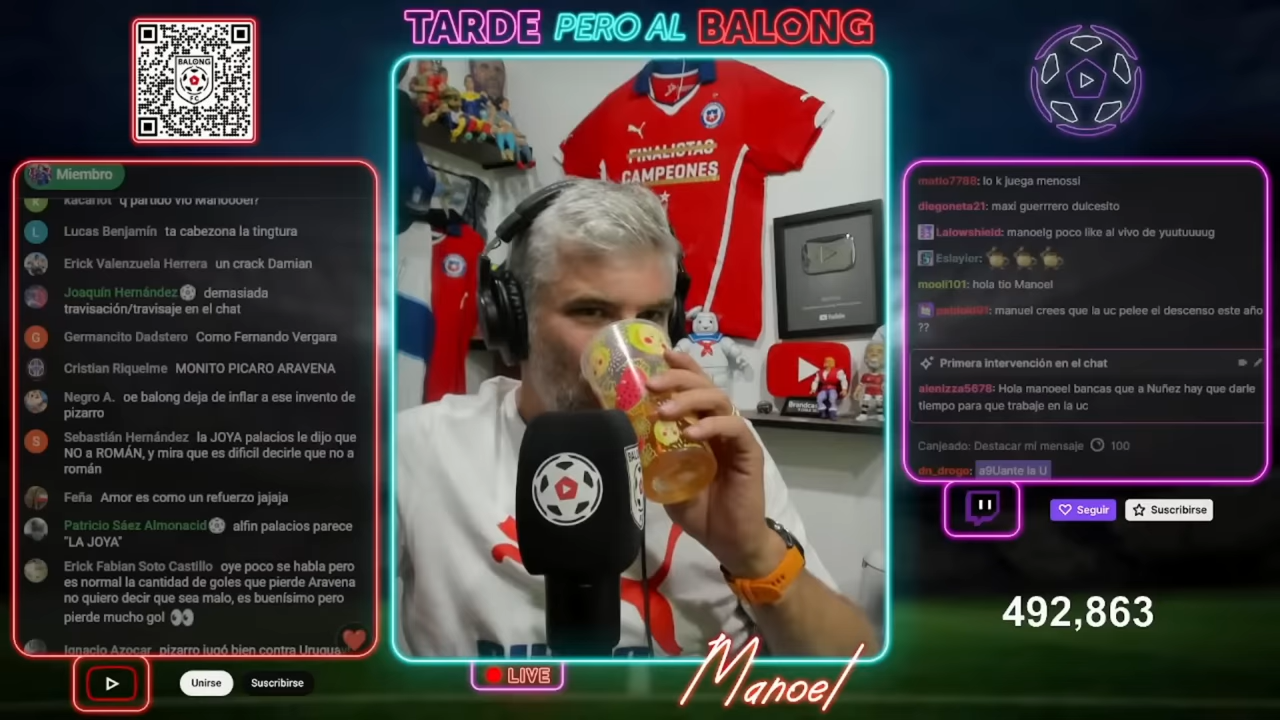 TARDE PERO AL BALONG
BALONG
FC
Miembro
kacariot q partido vio Manoooel?
Lucas Benjamín ta cabezona la tingtura
Erick Valenzuela Herrera un crack Damian
Joaquín Hernández demasiada
travisación/travisaje en el chat
Germancito Dadstero Como Fernando Vergara
Cristian Riquelme MONITO PICARO ARAVENA
Negro A. oe balong deja de inflar a ese invento de
pizarro
Sebastián Hernández la JOYA palacios le dijo que
NO a ROMÁN, y mira que es dificil decirle que no a
román
Feña Amor es como un refuerzo jajaja
Patricio Sáez Almonacid alfin palacios parece
"LA JOYA"
Erick Fabian Soto Castillo oye poco se habla pero
es normal la cantidad de goles que pierde Aravena
no quiero decir que sea malo, es buenísimo pero
pierde mucho gol
Ignacio Azocar pizarro jugó bien contra Uruguay
Unirse
Suscribirse
FINALISTAS
CAMPEONES
YouTube
LIVE
Manoel
matio7788: lo k juega menossi
diegoneta21: maxi guerrrero dulcesito
Lalowshield: manoelg poco like al vivo de yuutuuuug
Eslayier:
mooli101: hola tio Manoel
manuel crees que la uc pelee el descenso este año
??
Primera intervención en el chat
alenizza5678: Hola manoeel bancas que a Nuñez hay que darle
tiempo para que trabaje en la uc
Canjeado: Destacar mi mensaje 100
dn_drogo: a9Uante la U
Seguir
Suscribirse
492,863